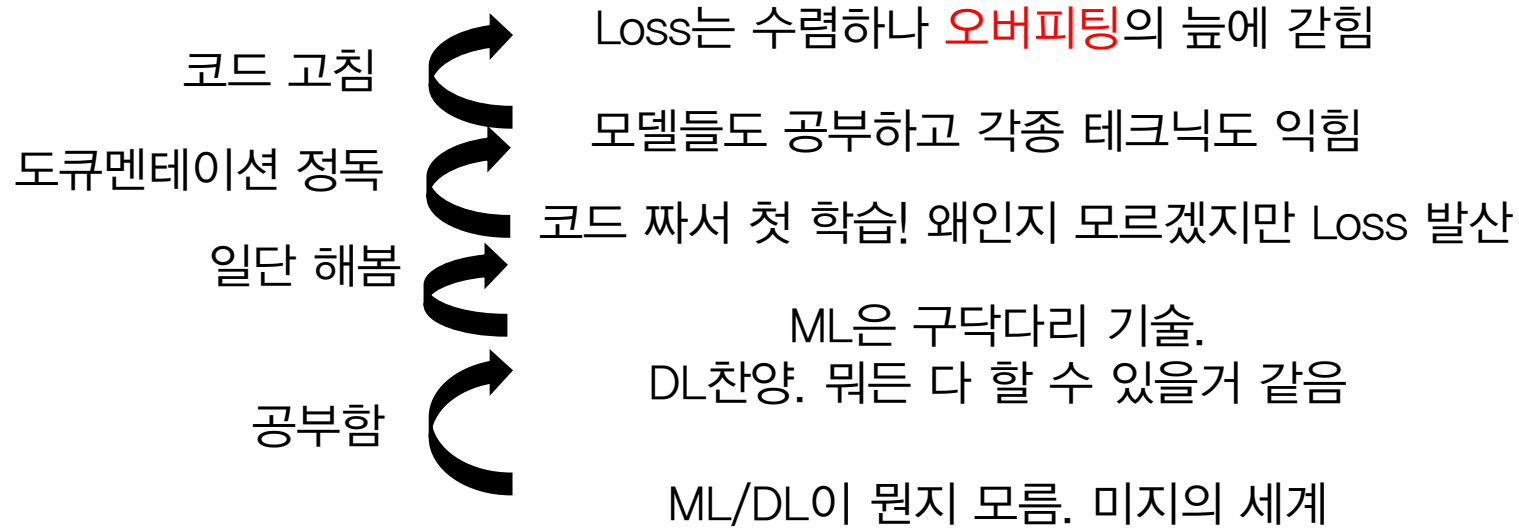 Loss는 수렴하나 오버피팅의 늪에 갇힘
코드 고침
모델들도 공부하고 각종 테크닉도 익힘
도큐멘테이션 정독
코드 짜서 첫 학습! 왜인지 모르겠지만 Loss 발산
일단 해봄
ML은 구닥다리 기술.
DL찬양. 뭐든 다 할 수 있을거 같음
공부함
ML/DL이 뭔지 모름. 미지의 세계